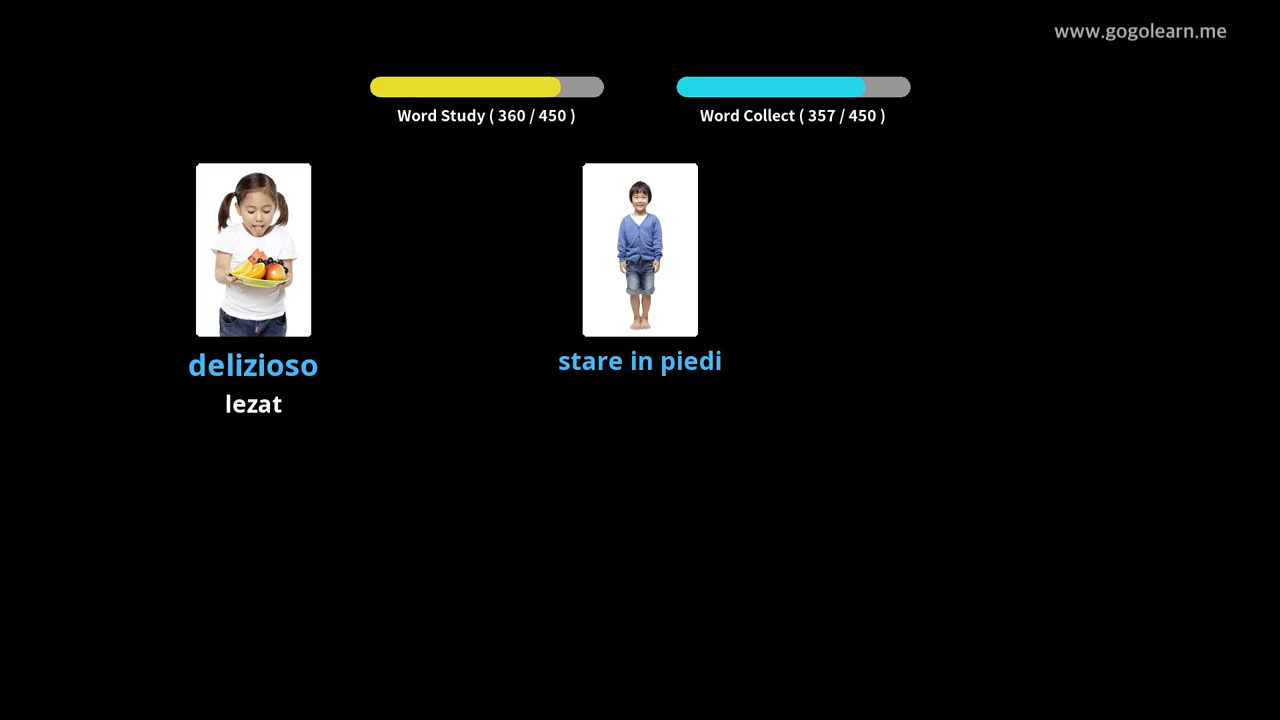 www.gogolearn.me
Word Study ( 360 / 450 )
Word Collect ( 357 / 450 )
delizioso
lezat
stare in piedi